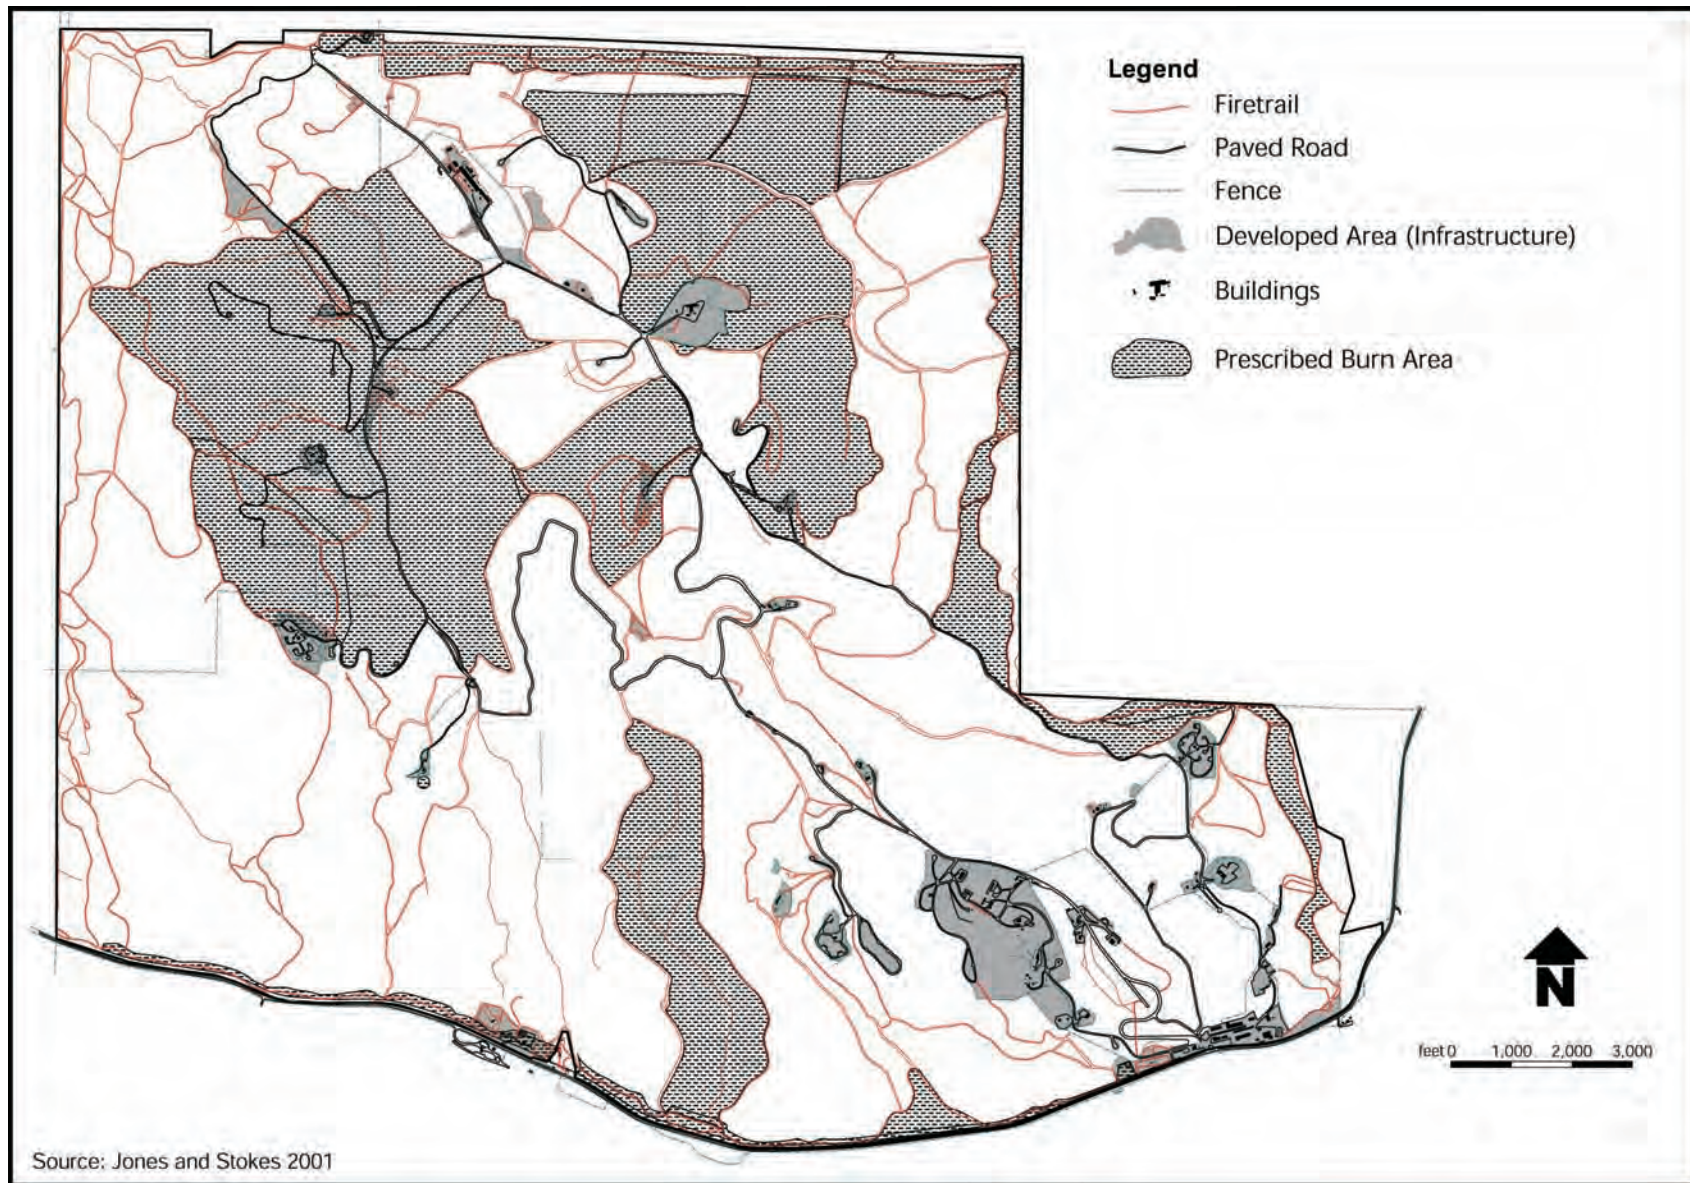 Legend
Firetrail
Paved Road
Fence
Developed Area (Infrastructure)
Buildings
Prescribed Burn Area
N
feet 0 1,000 2,000 3,000
Source: Jones and Stokes 2001